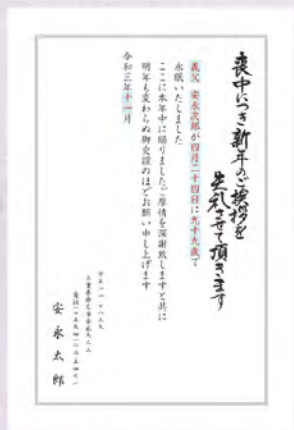 喪中につき新年のご挨拶を
失礼させて頂きます
義父 安永次郎が四月二十四日に九十九歳で
永眠いたしました
ここに本年中に賜りましたご厚情を深謝致しますと共に
明年も変わらぬ御交誼のほどお願い申し上げます
令和三年十一月
安永太郎